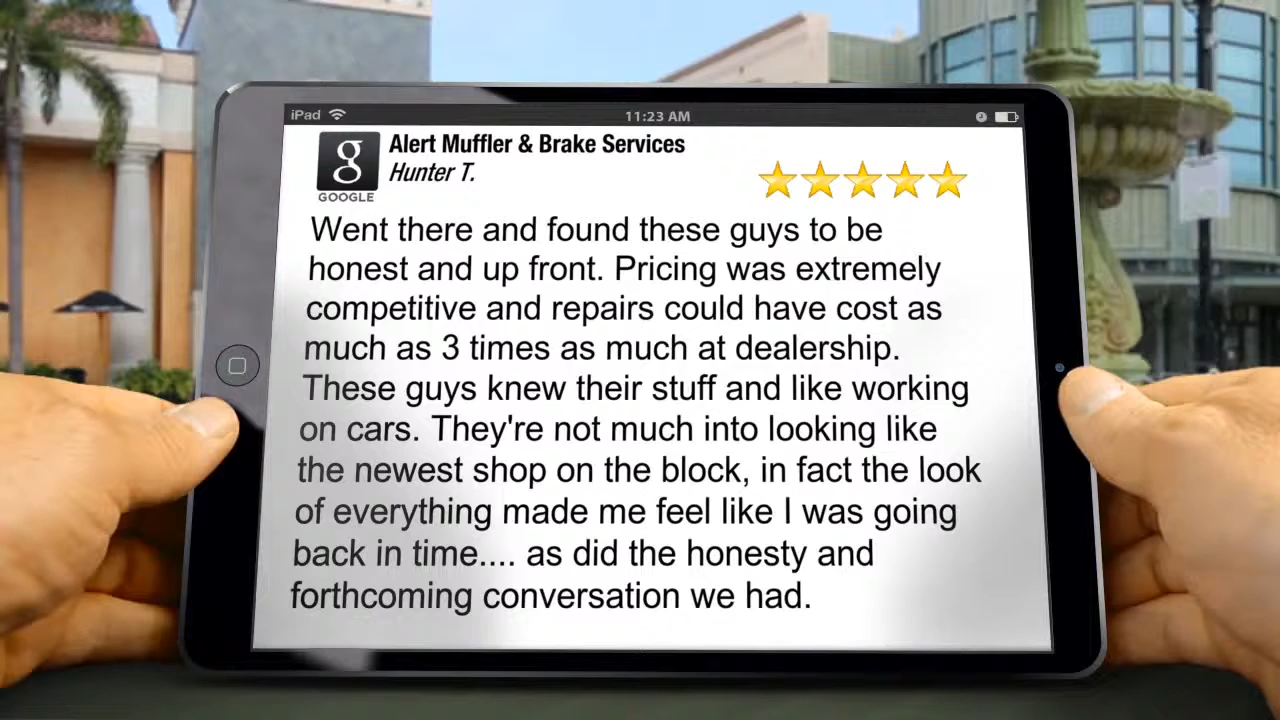 iPad
11:23 AM
g
GOOGLE
Alert Muffler & Brake Services
Hunter T.
Went there and found these guys to be
honest and up front. Pricing was extremely
competitive and repairs could have cost as
much as 3 times as much at dealership.
These guys knew their stuff and like working
on cars. They're not much into looking like
the newest shop on the block, in fact the look
of everything made me feel like I was going
back in time.... as did the honesty and
forthcoming conversation we had.